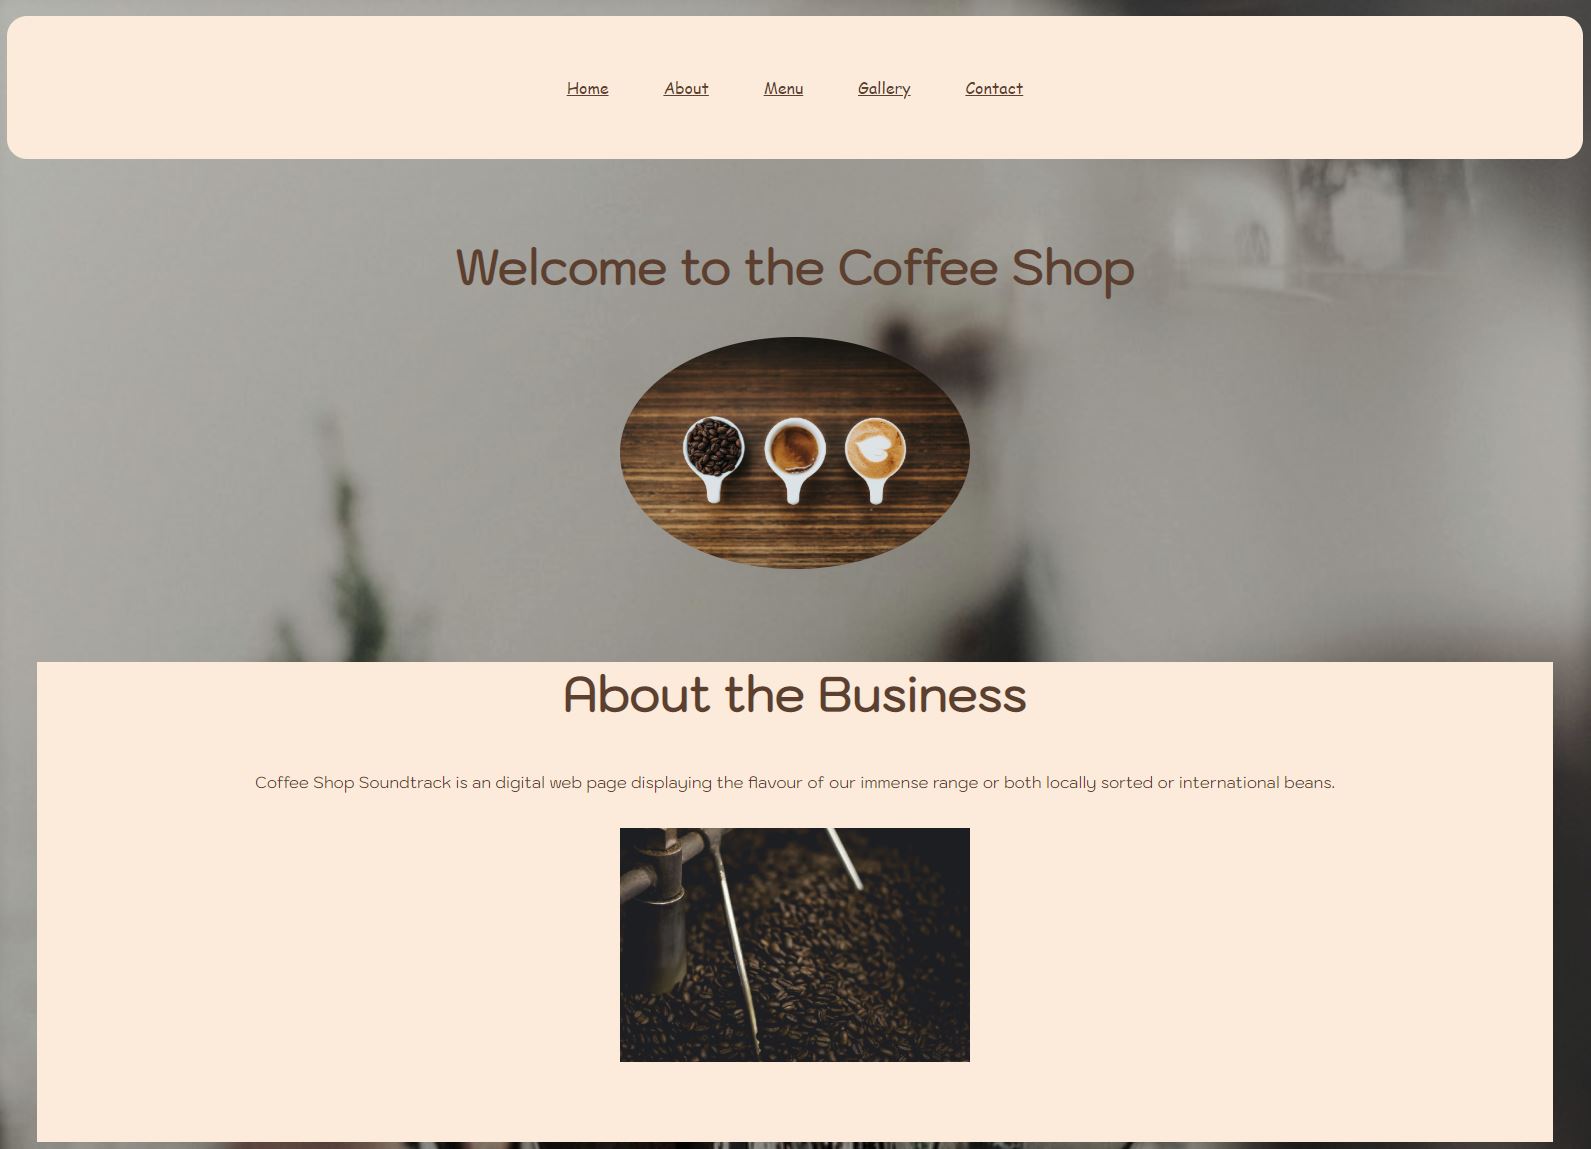 Home About Menu Gallery Contact
Welcome to the Coffee Shop
About the Business
Coffee Shop Soundtrack is an digital web page displaying the flavour of our immense range or both locally sorted or international beans.